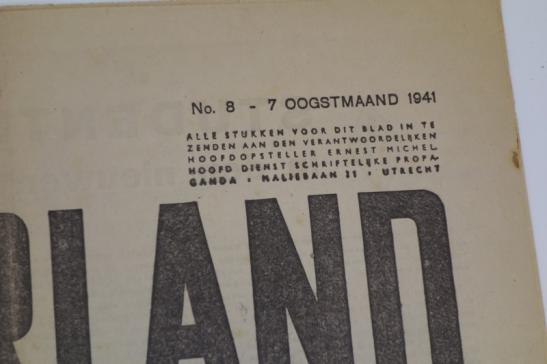 No. 8 - 7 OOGSTMAAND 1941
ALLE STUKKEN VOOR DIT BLAD IN TE
ZENDEN AAN DEN VERANTWOORDELIJKEN
HOOFDOPSTELLER ERNEST MICHEL.
HOOFD DIENST SCHRIFTELIJKE PROPA-
GANDA • MALIEBAAN 31 • UTRECHT
RLAND